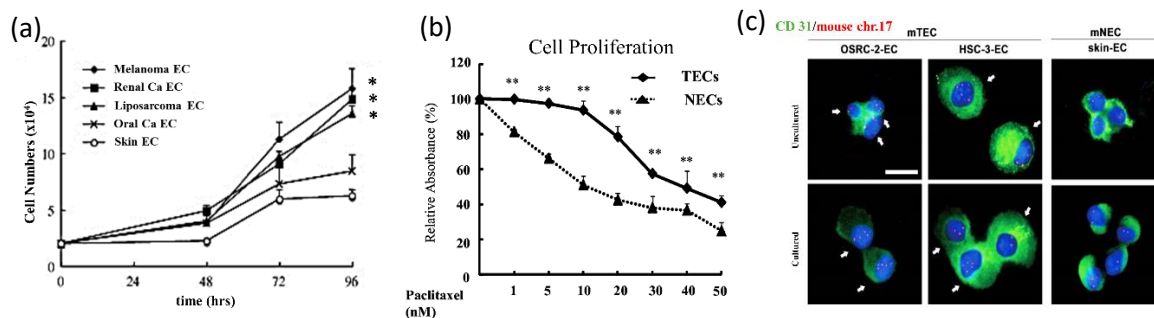 (a)
20
15
10
5
0
Cell Numbers (x10⁴)
Melanoma EC
Renal Ca EC
Liposarcoma EC
Oral Ca EC
Skin EC
*
*
*
0 24 48 72 96
time (hrs)
(b)
Cell Proliferation
140
120
100
80
60
40
20
0
Relative Absorbance (%)
TECs
NECs
** ** ** ** ** ** **
Paclitaxel
(nM)
1 5 10 20 30 40 50
(c)
CD 31/mouse chr.17
mTEC mNEC
OSRC-2-EC HSC-3-EC skin-EC
Uncultured
Cultured